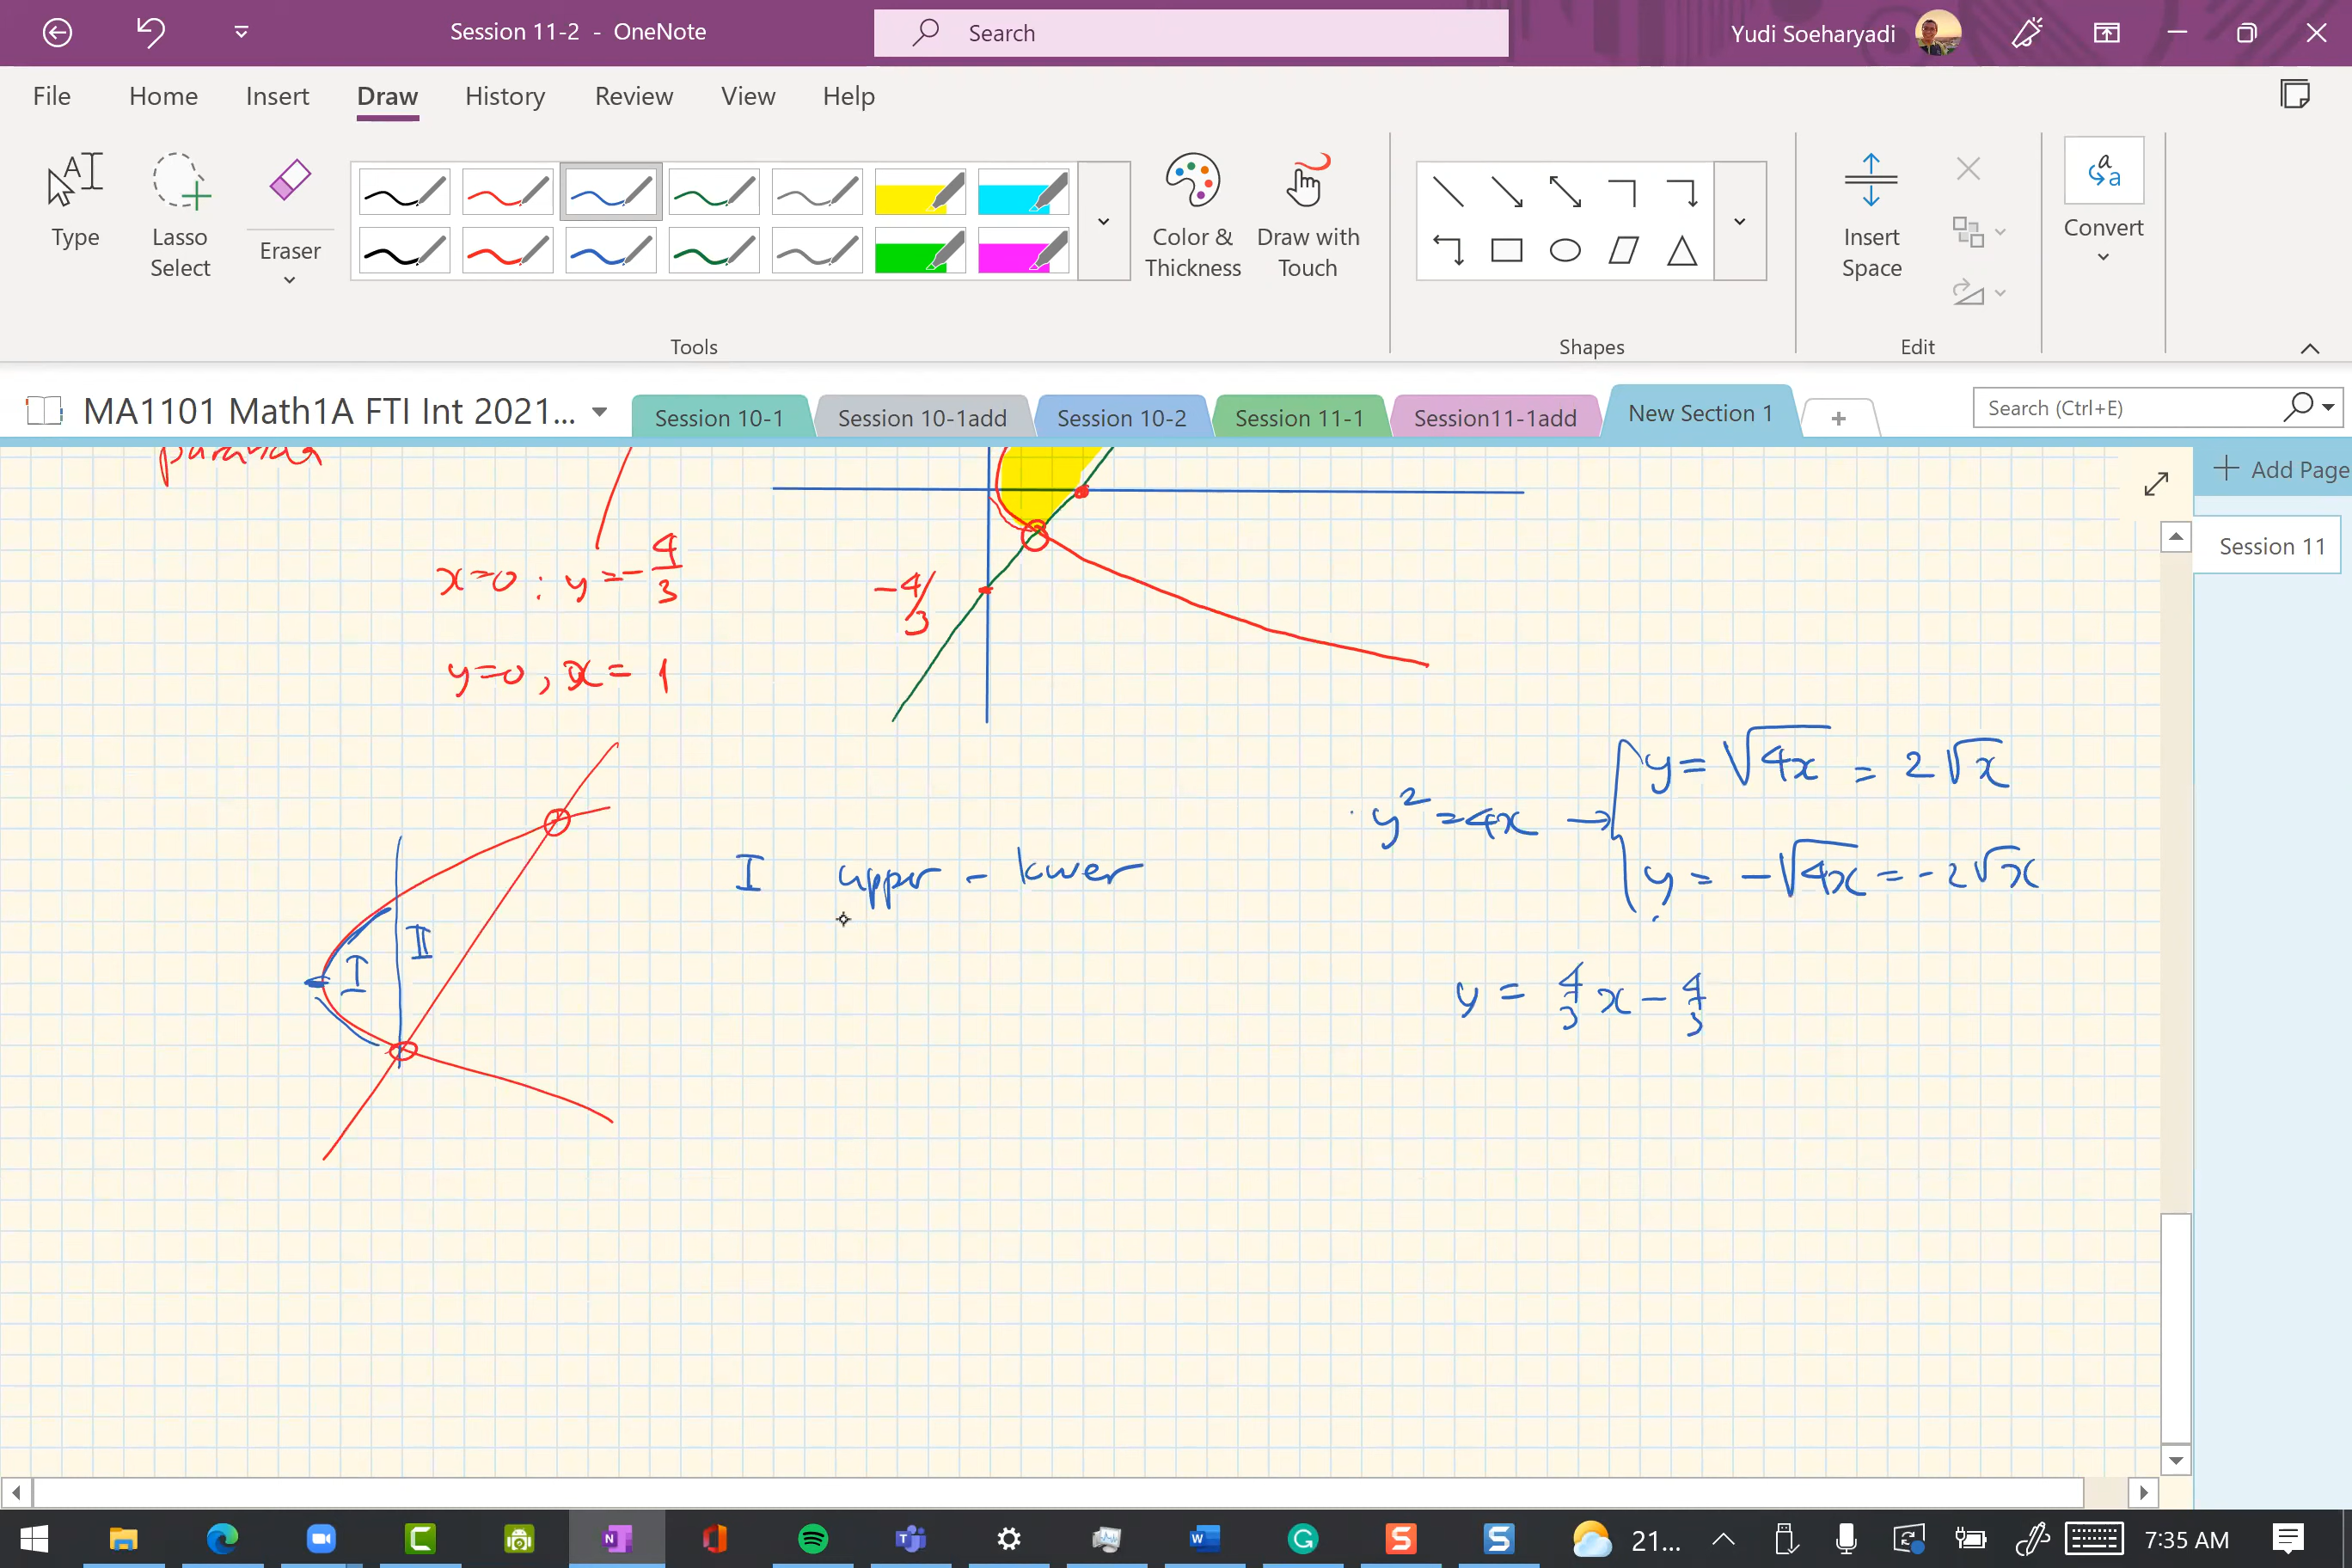 Session 11-2 - OneNote
Search
Yudi Soeharyadi
File Home Insert Draw History Review View Help
Type
Lasso Select
Eraser
Color & Thickness
Draw with Touch
Insert Space
Convert
Tools
Shapes
Edit
MA1101 Math1A FTI Int 2021...
Session 10-1
Session 10-1add
Session 10-2
Session 11-1
Session11-1add
New Section 1
Search (Ctrl+E)
Add Page
Session 11
parabola
x=0 : y = -4/3
-4/3
y=0, x = 1
y² = 4x → { y = √4x = 2√x
y = -√4x = -2√x
I upper - lower
II
I
y = 4/3 x - 4/3
21...
7:35 AM